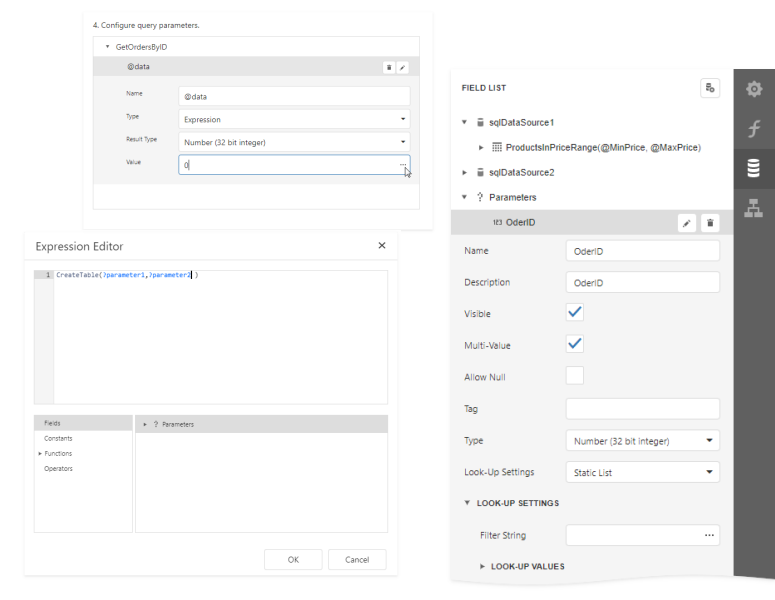 4. Configure query parameters.
GetOrdersByID
@data
Name
@data
Type
Expression
Result Type
Number (32 bit integer)
Value
0
...
Expression Editor
1 CreateTable(?parameter1,?parameter2 )
Fields
Constants
Functions
Operators
? Parameters
OK
Cancel
FIELD LIST
sqlDataSource1
ProductsInPriceRange(@MinPrice, @MaxPrice)
sqlDataSource2
? Parameters
123 OderID
Name
OderID
Description
OderID
Visible
Multi-Value
Allow Null
Tag
Type
Number (32 bit integer)
Look-Up Settings
Static List
LOOK-UP SETTINGS
Filter String
...
LOOK-UP VALUES